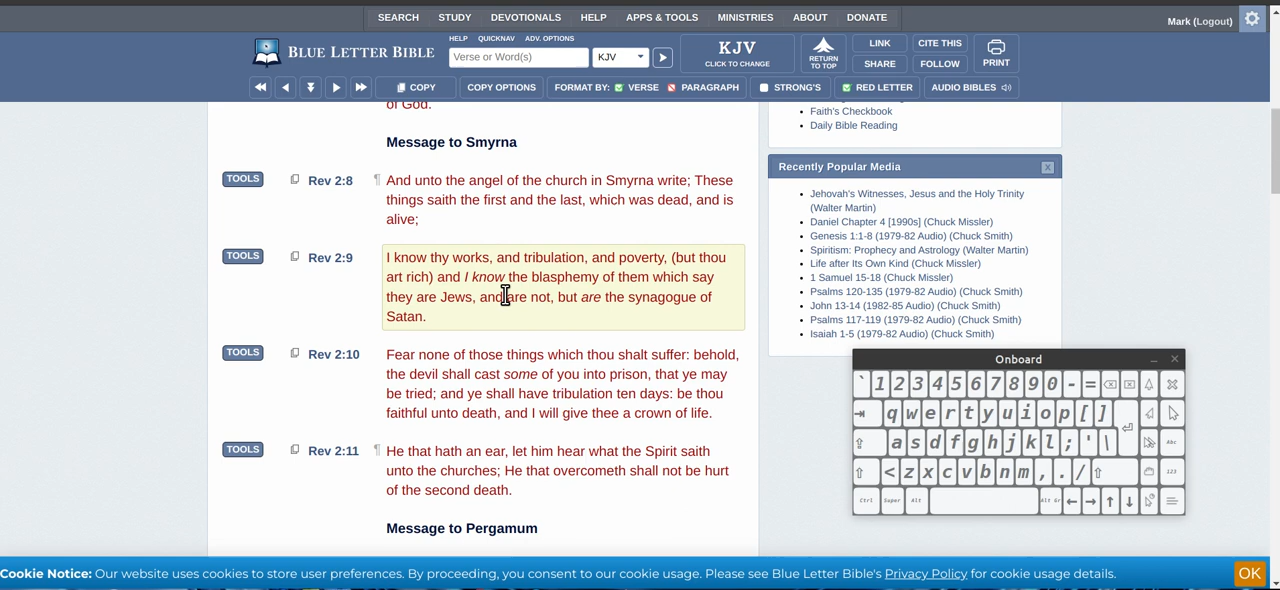 SEARCH STUDY DEVOTIONALS HELP APPS & TOOLS MINISTRIES ABOUT DONATE
Mark (Logout)
BLUE LETTER BIBLE
HELP QUICKNAV ADV. OPTIONS
Verse or Word(s)
KJV
KJV
CLICK TO CHANGE
RETURN
TO TOP
LINK
CITE THIS
SHARE
FOLLOW
PRINT
COPY
COPY OPTIONS
FORMAT BY: VERSE PARAGRAPH
STRONG'S
RED LETTER
AUDIO BIBLES
of God.
Message to Smyrna
TOOLS Rev 2:8 ¶ And unto the angel of the church in Smyrna write; These
things saith the first and the last, which was dead, and is
alive;
TOOLS Rev 2:9 I know thy works, and tribulation, and poverty, (but thou
art rich) and I know the blasphemy of them which say
they are Jews, and are not, but are the synagogue of
Satan.
TOOLS Rev 2:10 Fear none of those things which thou shalt suffer: behold,
the devil shall cast some of you into prison, that ye may
be tried; and ye shall have tribulation ten days: be thou
faithful unto death, and I will give thee a crown of life.
TOOLS Rev 2:11 ¶ He that hath an ear, let him hear what the Spirit saith
unto the churches; He that overcometh shall not be hurt
of the second death.
Message to Pergamum
Faith's Checkbook
Daily Bible Reading
Recently Popular Media
Jehovah's Witnesses, Jesus and the Holy Trinity
(Walter Martin)
Daniel Chapter 4 [1990s] (Chuck Missler)
Genesis 1:1-8 (1979-82 Audio) (Chuck Smith)
Spiritism: Prophecy and Astrology (Walter Martin)
Life after Its Own Kind (Chuck Missler)
1 Samuel 15-18 (Chuck Missler)
Psalms 120-135 (1979-82 Audio) (Chuck Smith)
John 13-14 (1982-85 Audio) (Chuck Smith)
Psalms 117-119 (1979-82 Audio) (Chuck Smith)
Isaiah 1-5 (1979-82 Audio) (Chuck Smith)
Onboard
` 1 2 3 4 5 6 7 8 9 0 - =
q w e r t y u i o p [ ]
a s d f g h j k l ; ' \ Abc
< z x c v b n m , . / 123
Ctrl Super Alt Alt Gr
Cookie Notice: Our website uses cookies to store user preferences. By proceeding, you consent to our cookie usage. Please see Blue Letter Bible's Privacy Policy for cookie usage details.
OK